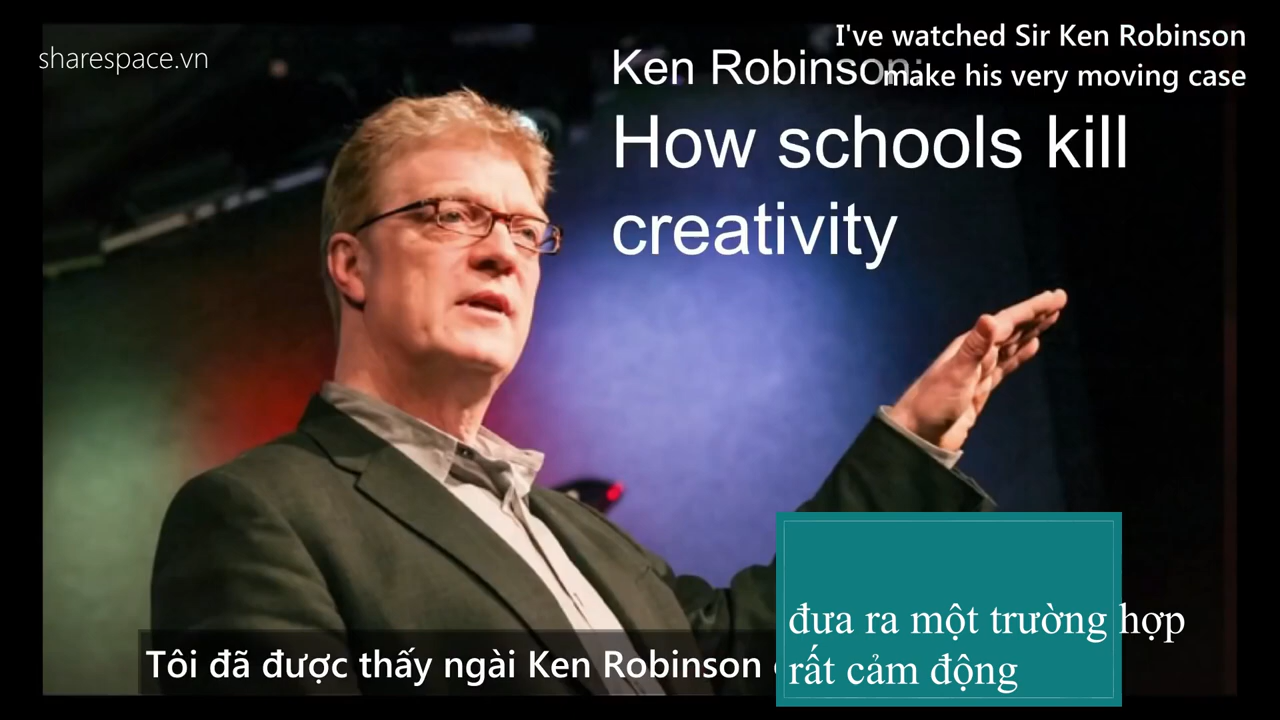 sharespace.vn
I've watched Sir Ken Robinson
make his very moving case
Ken Robinson:
How schools kill
creativity
đưa ra một trường hợp
rất cảm động
Tôi đã được thấy ngài Ken Robinson